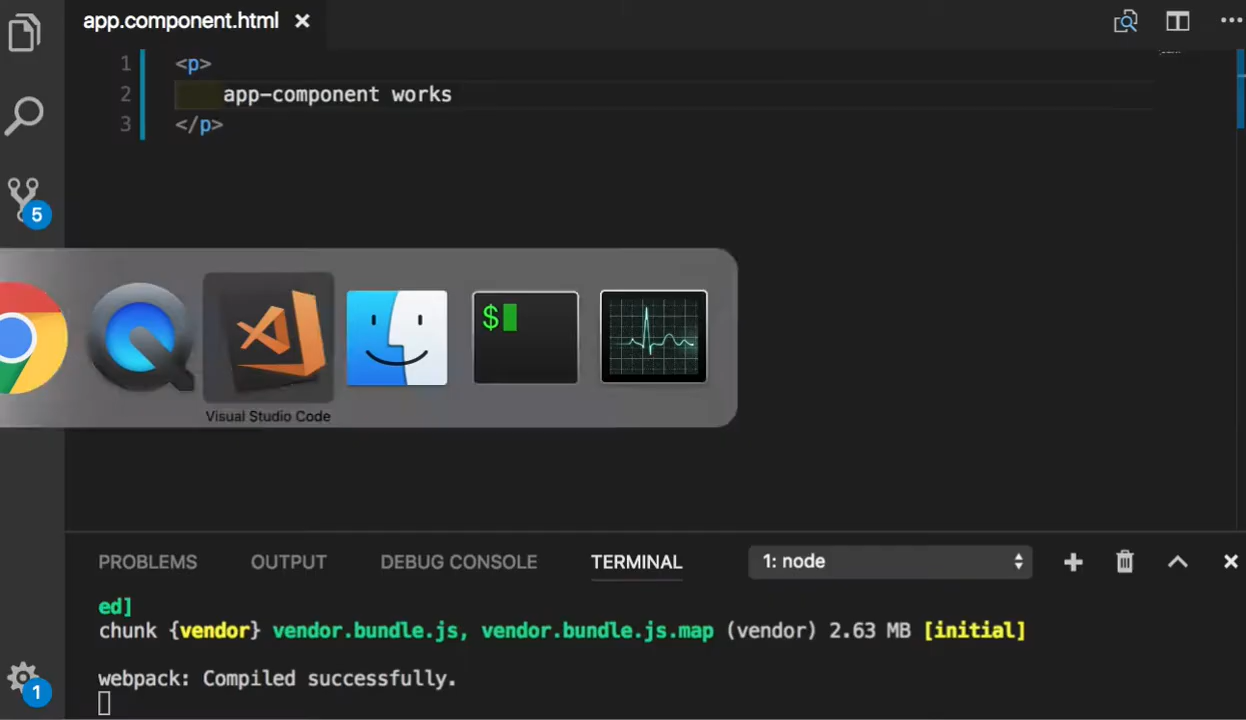 app.component.html ×
1 <p>
2 app-component works
3 </p>
5
$
Visual Studio Code
PROBLEMS OUTPUT DEBUG CONSOLE TERMINAL 1: node
ed]
chunk {vendor} vendor.bundle.js, vendor.bundle.js.map (vendor) 2.63 MB [initial]
webpack: Compiled successfully.
1